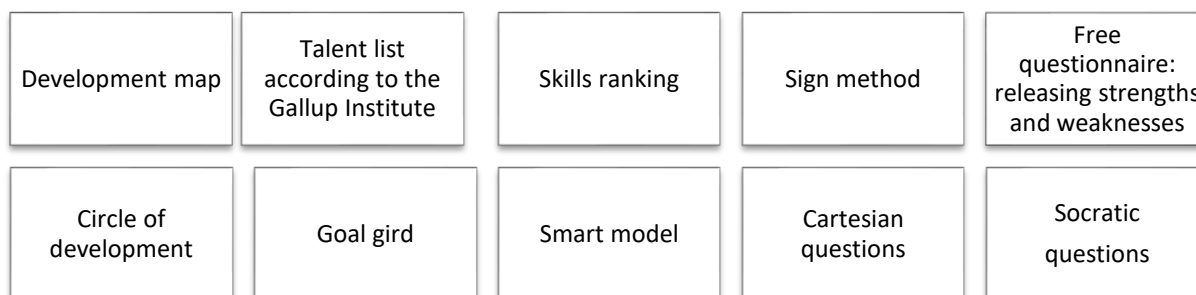 Development map
Talent list
according to the
Gallup Institute
Skills ranking
Sign method
Free
questionnaire:
releasing strengths
and weaknesses
Circle of
development
Goal gird
Smart model
Cartesian
questions
Socratic
questions